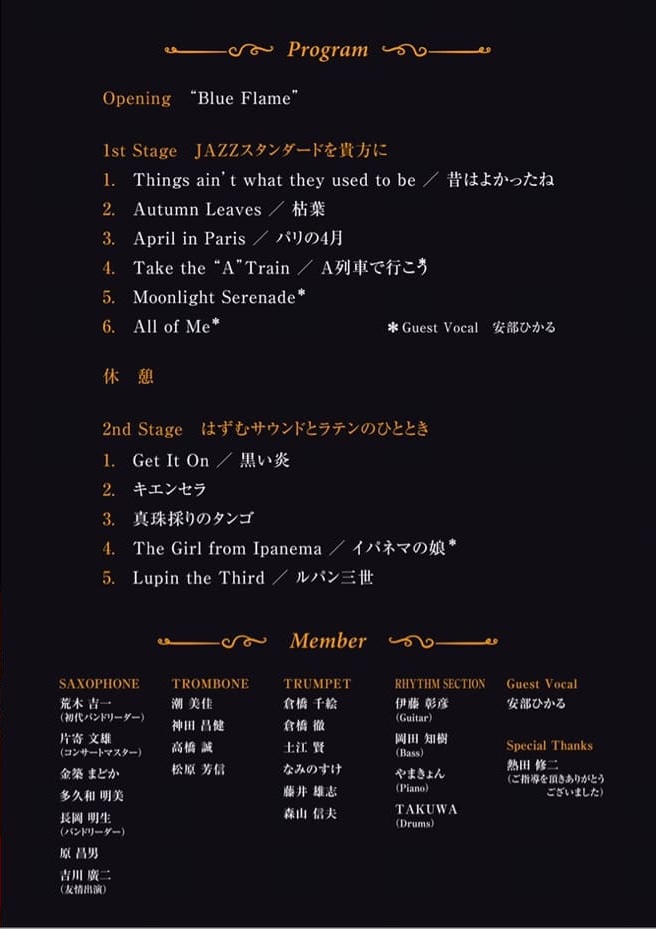 Program
Opening “Blue Flame”
1st Stage JAZZスタンダードを貴方に
1. Things ain't what they used to be ／ 昔はよかったね
2. Autumn Leaves ／ 枯葉
3. April in Paris ／ パリの4月
4. Take the “A”Train ／ A列車で行こう*
5. Moonlight Serenade*
6. All of Me*
*Guest Vocal 安部ひかる
休 憩
2nd Stage はずむサウンドとラテンのひととき
1. Get It On ／ 黒い炎
2. キエンセラ
3. 真珠採りのタンゴ
4. The Girl from Ipanema ／ イパネマの娘*
5. Lupin the Third ／ ルパン三世
Member
SAXOPHONE
荒木 吉一
(初代バンドリーダー)
片寄 文雄
(コンサートマスター)
金築 まどか
多久和 明美
長岡 明生
(バンドリーダー)
原 昌男
吉川 廣二
(友情出演)
TROMBONE
潮 美佳
神田 昌健
高橋 誠
松原 芳信
TRUMPET
倉橋 千絵
倉橋 徹
土江 賢
なみのすけ
藤井 雄志
森山 信夫
RHYTHM SECTION
伊藤 彰彦
(Guitar)
岡田 知樹
(Bass)
やまきょん
(Piano)
TAKUWA
(Drums)
Guest Vocal
安部ひかる
Special Thanks
熱田 修二
(ご指導を頂きありがとう
ございました)